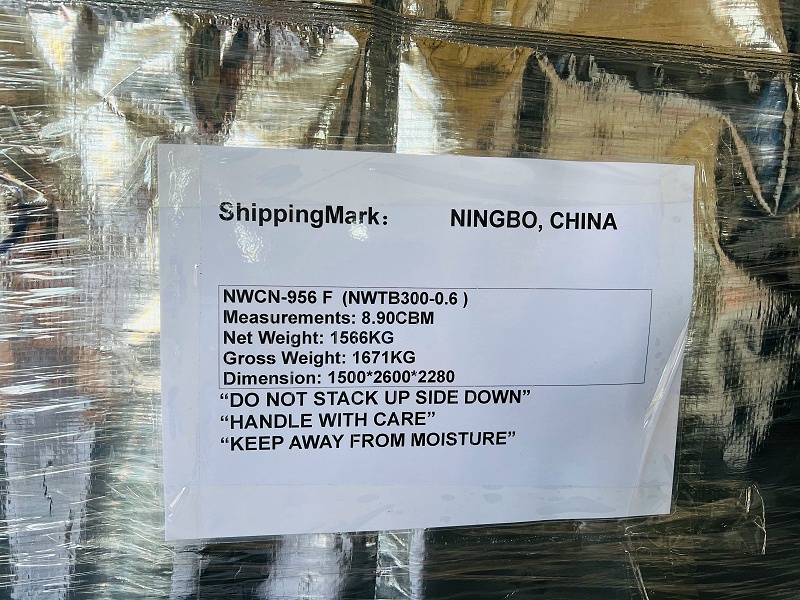 ShippingMark: NINGBO, CHINA
NWCN-956 F (NWTB300-0.6 )
Measurements: 8.90CBM
Net Weight: 1566KG
Gross Weight: 1671KG
Dimension: 1500*2600*2280
“DO NOT STACK UP SIDE DOWN”
“HANDLE WITH CARE”
“KEEP AWAY FROM MOISTURE”